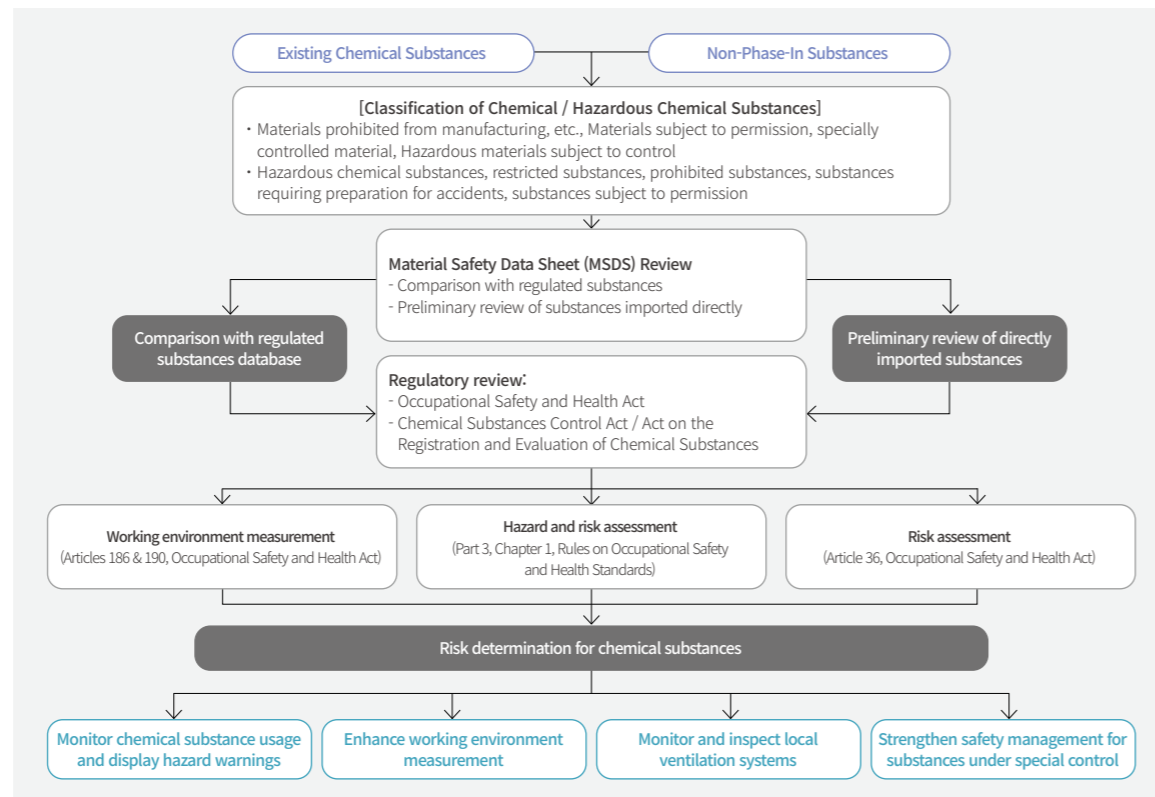 Existing Chemical Substances
Non-Phase-In Substances
[Classification of Chemical / Hazardous Chemical Substances]
・Materials prohibited from manufacturing, etc., Materials subject to permission, specially
controlled material, Hazardous materials subject to control
・Hazardous chemical substances, restricted substances, prohibited substances, substances
requiring preparation for accidents, substances subject to permission
Material Safety Data Sheet (MSDS) Review
- Comparison with regulated substances
- Preliminary review of substances imported directly
Comparison with regulated
substances database
Preliminary review of directly
imported substances
Regulatory review:
- Occupational Safety and Health Act
- Chemical Substances Control Act / Act on the
Registration and Evaluation of Chemical Substances
Working environment measurement
(Articles 186 & 190, Occupational Safety and Health Act)
Hazard and risk assessment
(Part 3, Chapter 1, Rules on Occupational Safety
and Health Standards)
Risk assessment
(Article 36, Occupational Safety and Health Act)
Risk determination for chemical substances
Monitor chemical substance usage
and display hazard warnings
Enhance working environment
measurement
Monitor and inspect local
ventilation systems
Strengthen safety management for
substances under special control